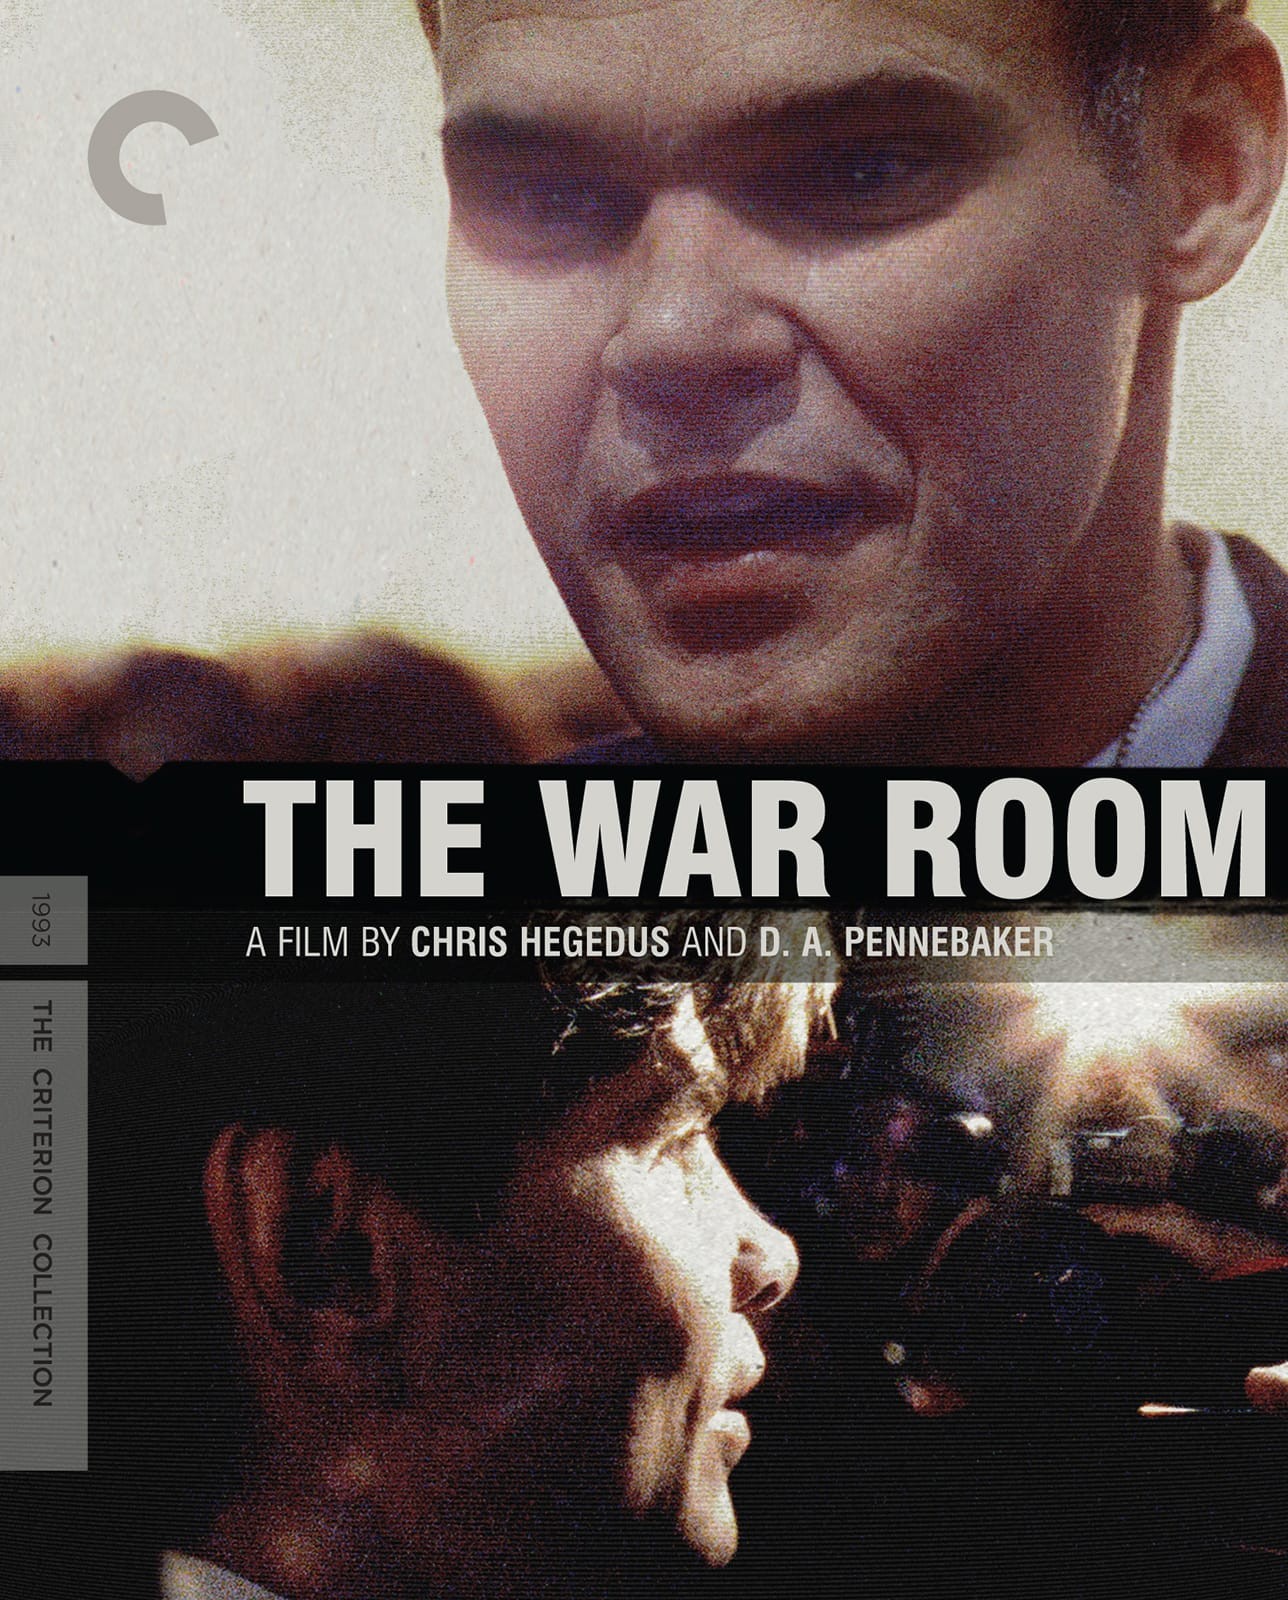 THE WAR ROOM
A FILM BY CHRIS HEGEDUS AND D. A. PENNEBAKER
1993
THE CRITERION COLLECTION